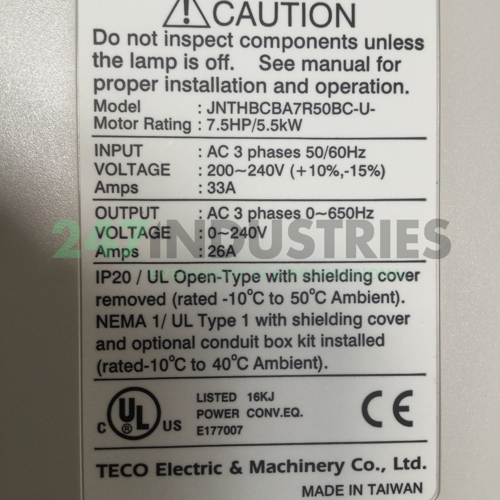 ⚠CAUTION
Do not inspect components unless
the lamp is off. See manual for
proper installation and operation.
Model : JNTHBCBA7R50BC-U-
Motor Rating : 7.5HP/5.5kW
INPUT : AC 3 phases 50/60Hz
VOLTAGE : 200~240V (+10%,-15%)
Amps : 33A
OUTPUT : AC 3 phases 0~650Hz
VOLTAGE : 0~240V
Amps : 26A
247INDUSTRIES
IP20 / UL Open-Type with shielding cover
removed (rated -10°C to 50°C Ambient).
NEMA 1/ UL Type 1 with shielding cover
and optional conduit box kit installed
(rated-10°C to 40°C Ambient).
C UL US
LISTED 16KJ
POWER CONV.EQ.
E177007
CE
TECO Electric & Machinery Co., Ltd.
MADE IN TAIWAN